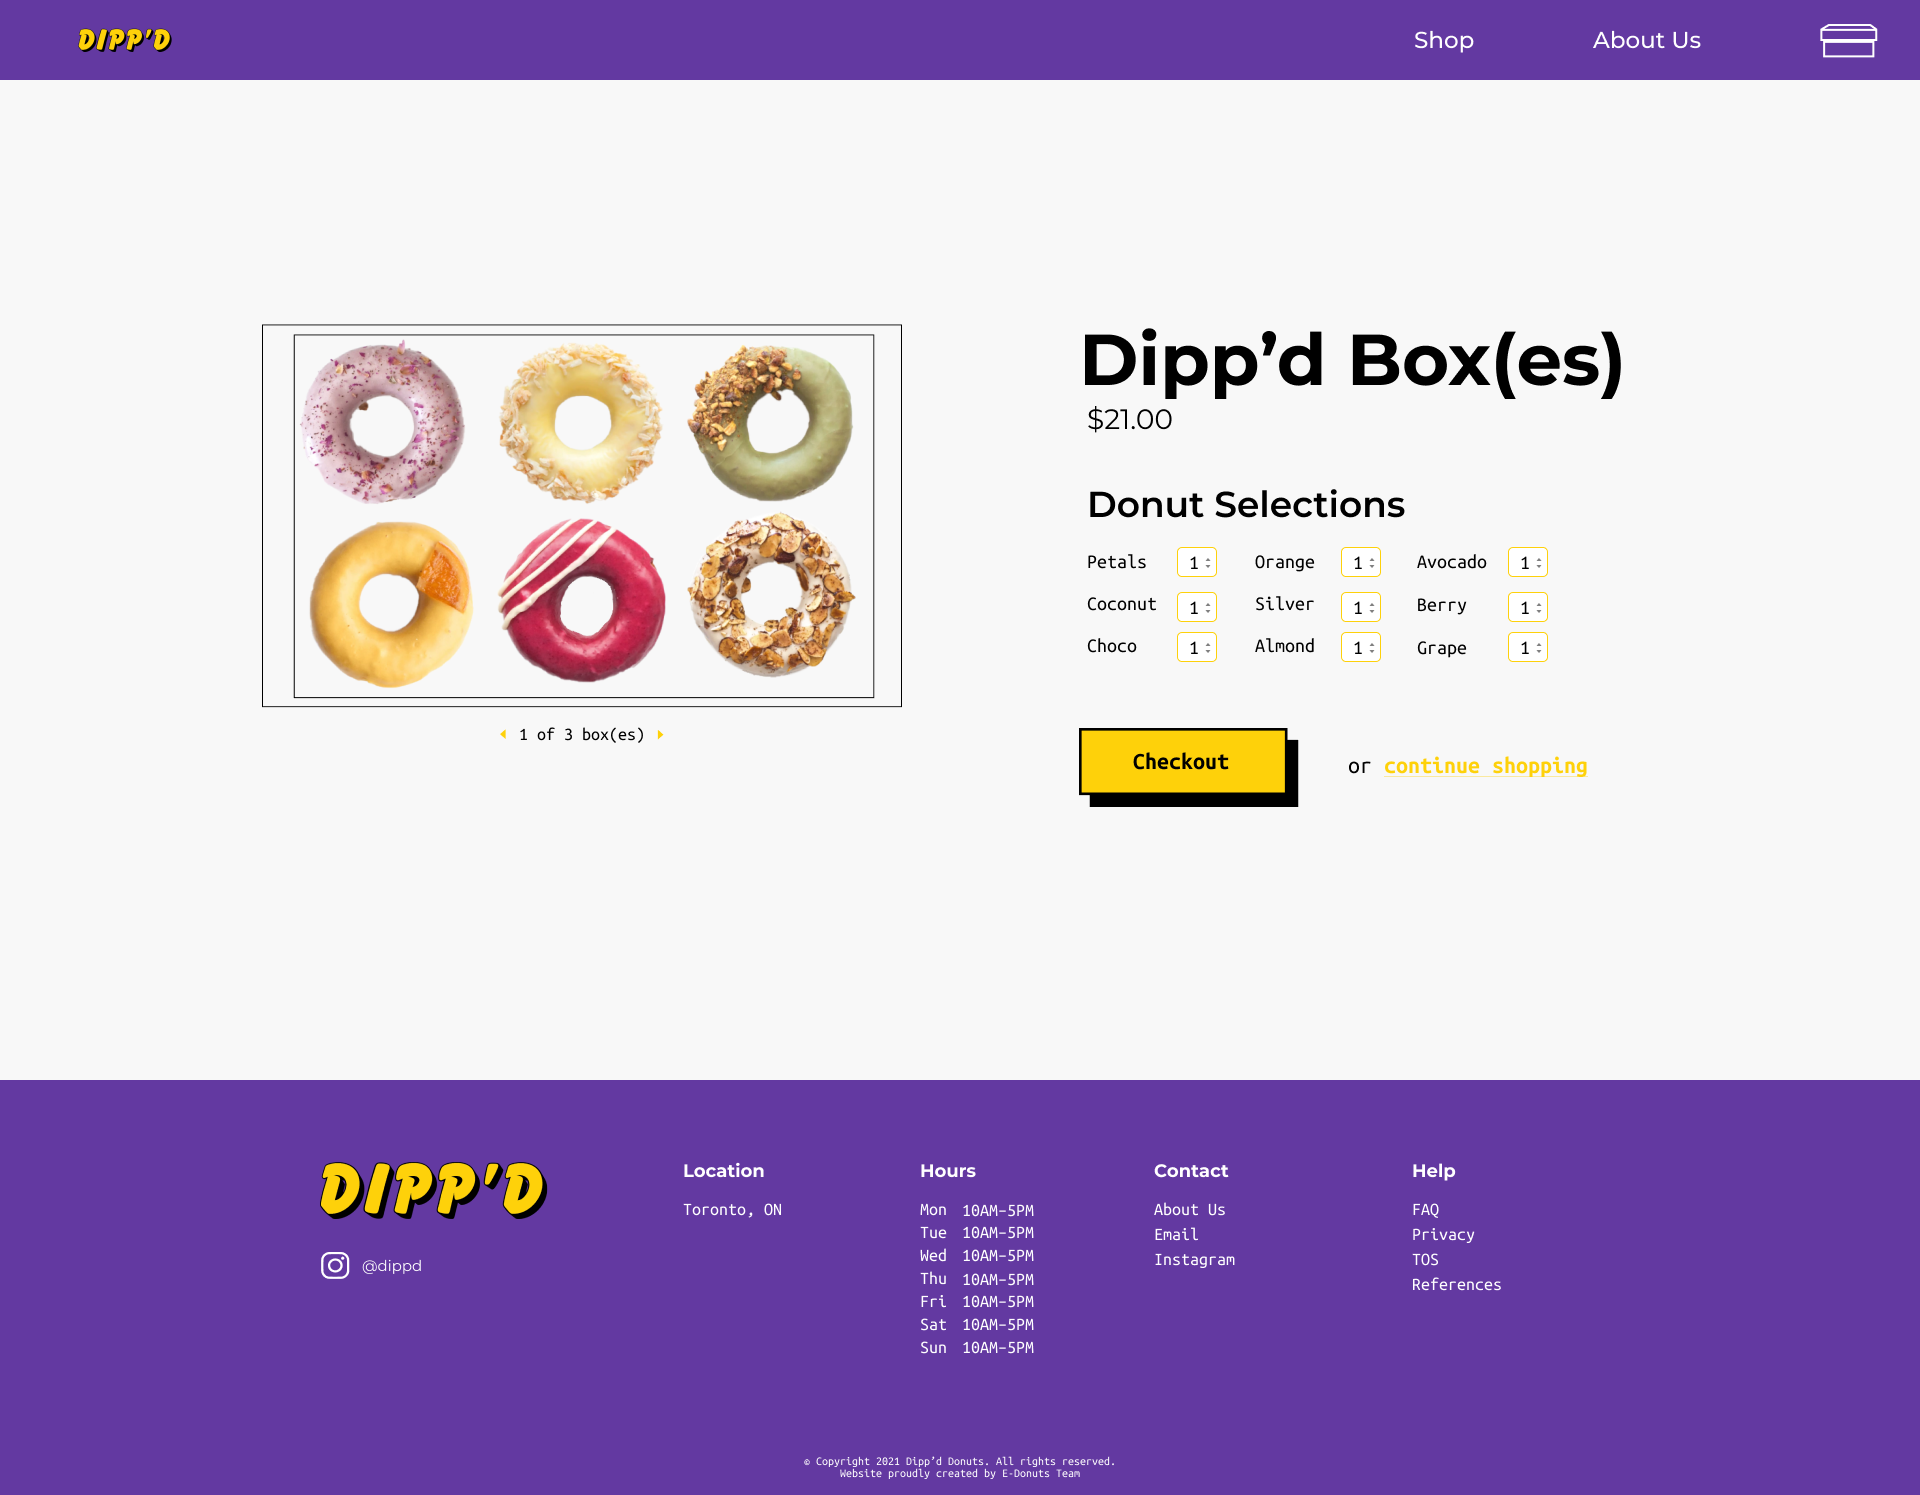 DIPP'D
Shop
About Us
Dipp’d Box(es)
$21.00
Donut Selections
Petals 1 Orange 1 Avocado 1
Coconut 1 Silver 1 Berry 1
Choco 1 Almond 1 Grape 1
1 of 3 box(es)
Checkout
or continue shopping
DIPP'D
@dippd
Location
Toronto, ON
Hours
Mon 10AM–5PM
Tue 10AM–5PM
Wed 10AM–5PM
Thu 10AM–5PM
Fri 10AM–5PM
Sat 10AM–5PM
Sun 10AM–5PM
Contact
About Us
Email
Instagram
Help
FAQ
Privacy
TOS
References
© Copyright 2021 Dipp’d Donuts. All rights reserved.
Website proudly created by E-Donuts Team